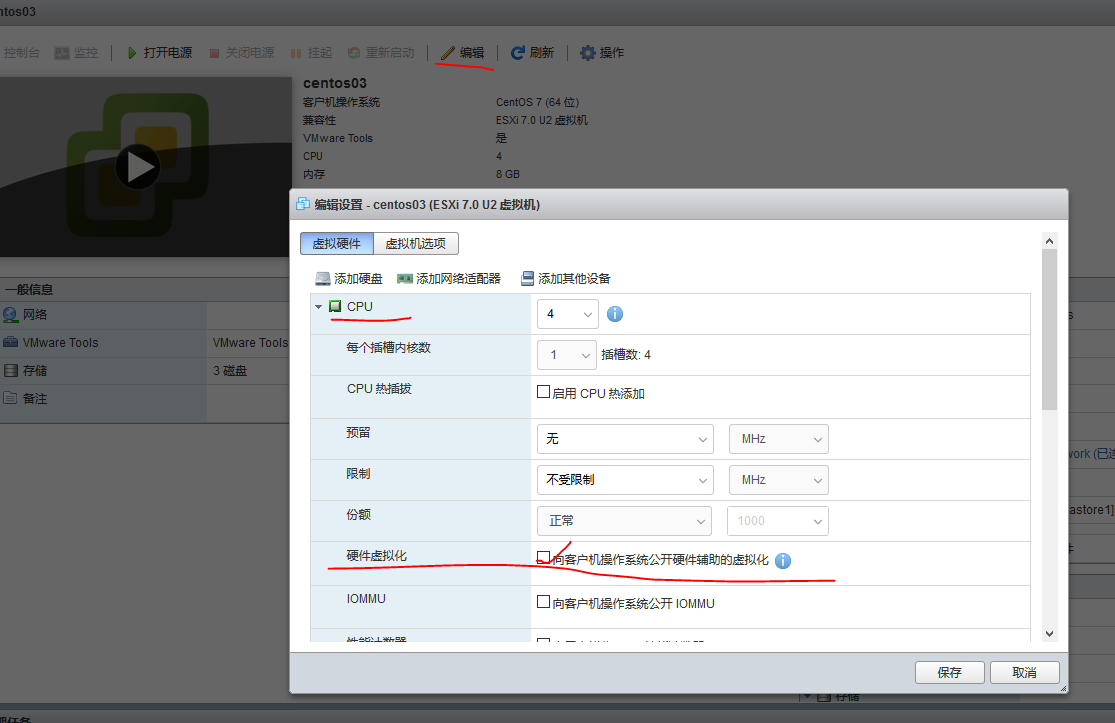 ntos03
控制台 监控 打开电源 关闭电源 挂起 重新启动 编辑 刷新 操作
centos03
客户机操作系统 CentOS 7 (64 位)
兼容性 ESXi 7.0 U2 虚拟机
VMware Tools 是
CPU 4
内存 8 GB
编辑设置 - centos03 (ESXi 7.0 U2 虚拟机)
虚拟硬件 虚拟机选项
添加硬盘 添加网络适配器 添加其他设备
CPU 4
每个插槽内核数 1 插槽数: 4
CPU 热插拔 启用 CPU 热添加
预留 无 MHz
限制 不受限制 MHz
份额 正常 1000
硬件虚拟化 向客户机操作系统公开硬件辅助的虚拟化
IOMMU 向客户机操作系统公开 IOMMU
性能计数器
保存 取消
一般信息
网络
VMware Tools VMware Tools
存储 3 磁盘
备注
work (已连
astore1]
存储